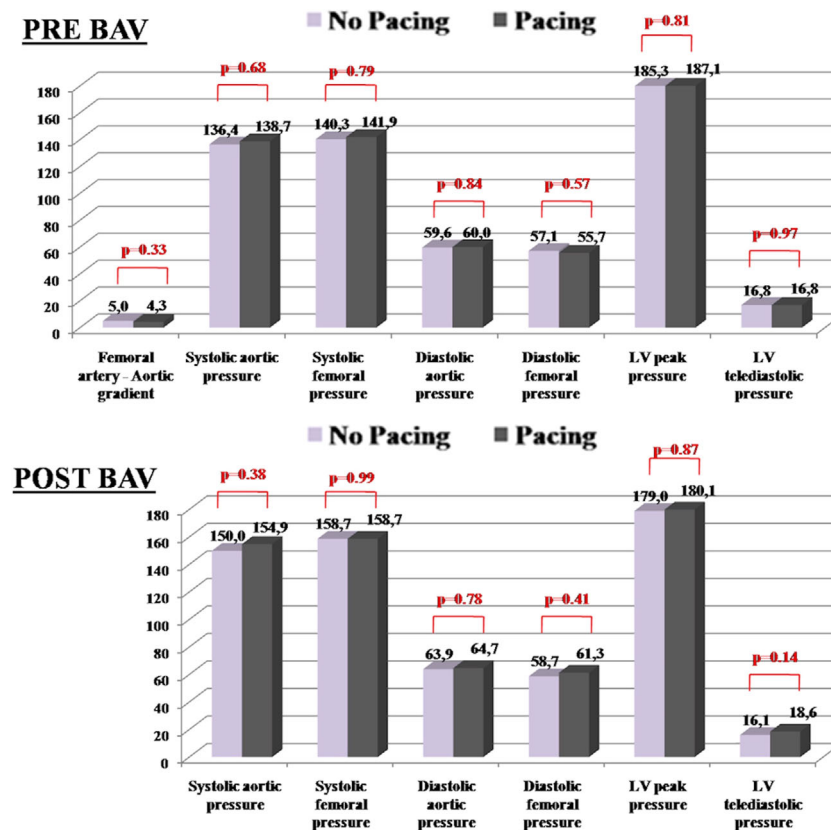 PRE BAV
No Pacing Pacing
p=0.81
p=0.68 p=0.79
185,3 187,1
136,4 138,7 140,3 141,9
p=0.84 p=0.57
p=0.97
59,6 60,0 57,1 55,7
p=0.33
5,0 4,3
16,8 16,8
180
160
140
120
100
80
60
40
20
0
Femoral artery – Aortic gradient
Systolic aortic pressure
Systolic femoral pressure
Diastolic aortic pressure
Diastolic femoral pressure
LV peak pressure
LV telediastolic pressure
No Pacing Pacing
POST BAV
p=0.87
p=0.38 p=0.99
179,0 180,1
150,0 154,9 158,7 158,7
p=0.78 p=0.41
p=0.14
63,9 64,7 58,7 61,3
16,1 18,6
180
160
140
120
100
80
60
40
20
0
Systolic aortic pressure
Systolic femoral pressure
Diastolic aortic pressure
Diastolic femoral pressure
LV peak pressure
LV telediastolic pressure